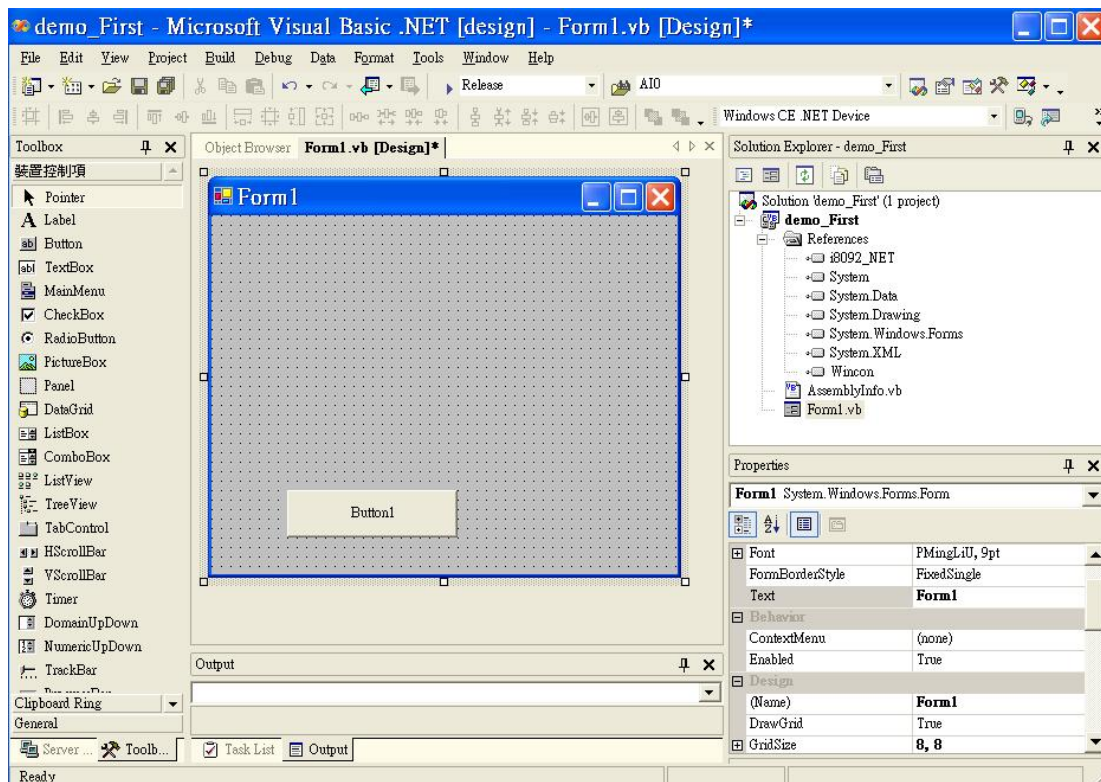 demo_First - Microsoft Visual Basic .NET [design] - Form1.vb [Design]*
File Edit View Project Build Debug Data Format Tools Window Help
Release AIO
Windows CE .NET Device
Toolbox
裝置控制項
Pointer
Label
Button
TextBox
MainMenu
CheckBox
RadioButton
PictureBox
Panel
DataGrid
ListBox
ComboBox
ListView
TreeView
TabControl
HScrollBar
VScrollBar
Timer
DomainUpDown
NumericUpDown
TrackBar
Clipboard Ring
General
Server ... Toolb...
Object Browser Form1.vb [Design]*
Form1
Button1
Output
Task List Output
Solution Explorer - demo_First
Solution 'demo_First' (1 project)
demo_First
References
i8092_NET
System
System.Data
System.Drawing
System.Windows.Forms
System.XML
Wincon
AssemblyInfo.vb
Form1.vb
Properties
Form1 System.Windows.Forms.Form
Font PMingLiU, 9pt
FormBorderStyle FixedSingle
Text Form1
Behavior
ContextMenu (none)
Enabled True
Design
(Name) Form1
DrawGrid True
GridSize 8, 8
Ready